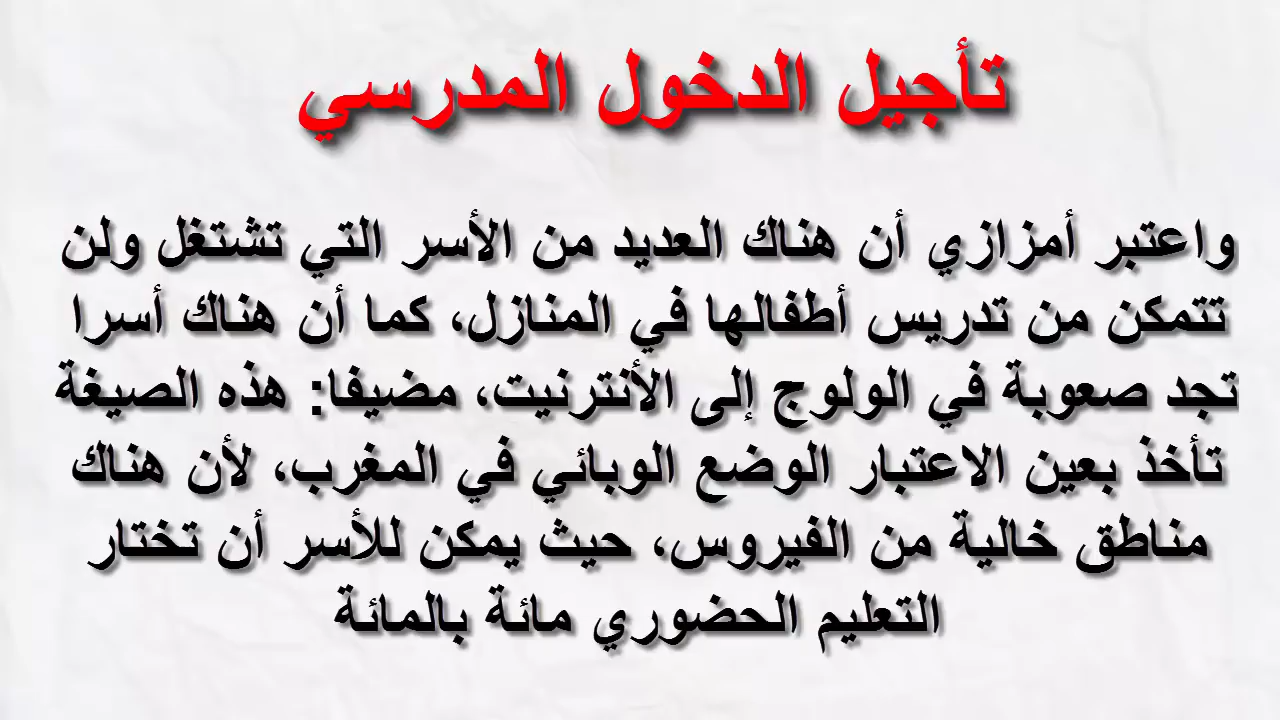 تأجيل الدخول المدرسي
واعتبر أمزازي أن هناك العديد من الأسر التي تشتغل ولن
تتمكن من تدريس أطفالها في المنازل، كما أن هناك أسرا
تجد صعوبة في الولوج إلى الأنترنيت، مضيفا: هذه الصيغة
تأخذ بعين الاعتبار الوضع الوبائي في المغرب، لأن هناك
مناطق خالية من الفيروس، حيث يمكن للأسر أن تختار
التعليم الحضوري مائة بالمائة